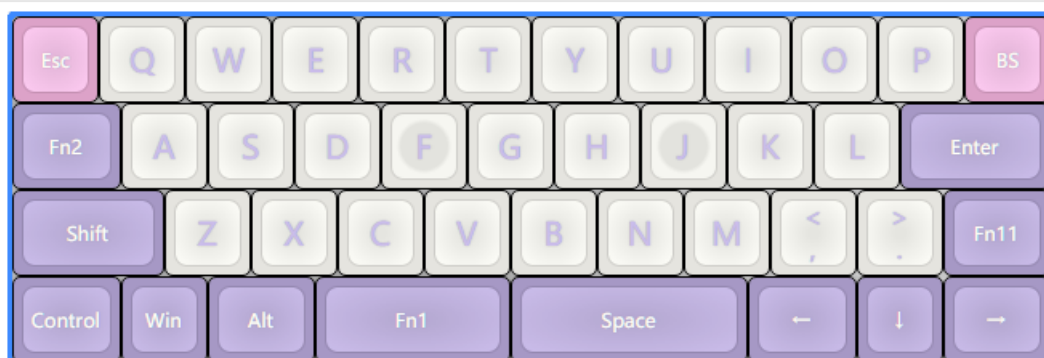 Esc Q W E R T Y U I O P BS
Fn2 A S D F G H J K L Enter
Shift Z X C V B N M < , > . Fn11
Control Win Alt Fn1 Space ← ↓ →